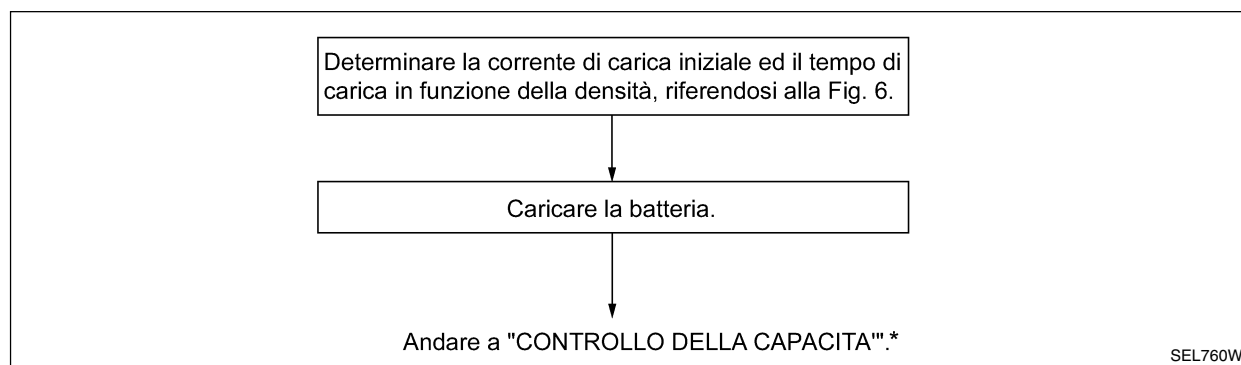 Determinare la corrente di carica iniziale ed il tempo di
carica in funzione della densità, riferendosi alla Fig. 6.
Caricare la batteria.
Andare a "CONTROLLO DELLA CAPACITA'".*
SEL760W